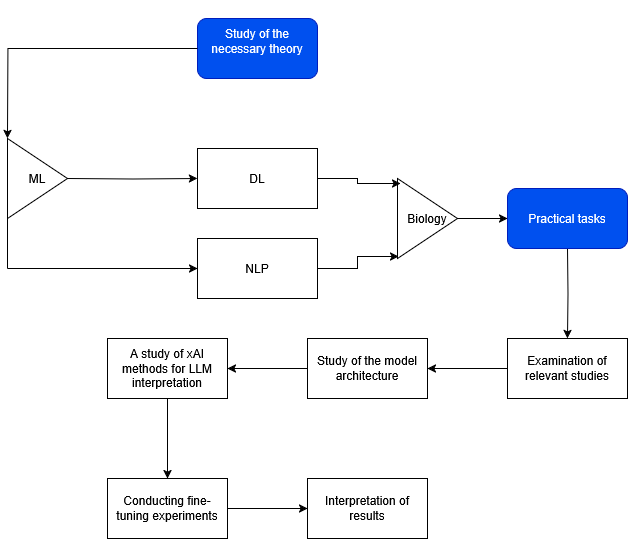 Study of the
necessary theory
ML
DL
Biology
Practical tasks
NLP
A study of xAI
methods for LLM
interpretation
Study of the model
architecture
Examination of
relevant studies
Conducting fine-
tuning experiments
Interpretation of
results